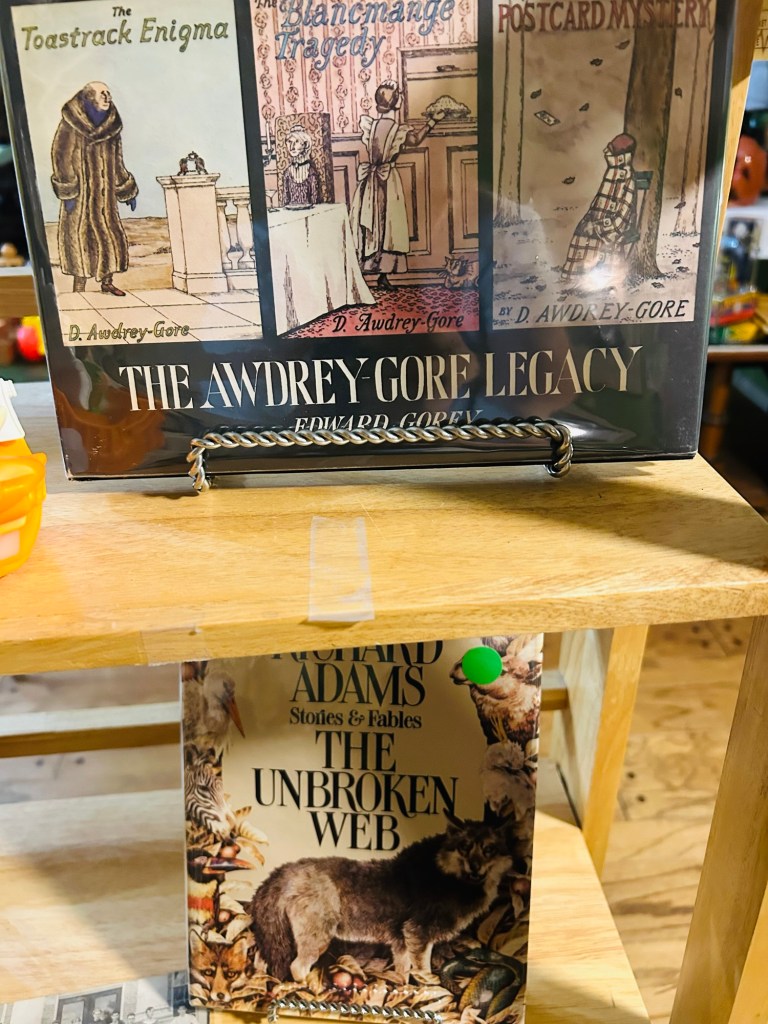 The
Toastrack Enigma
D. Awdrey-Gore
The Blancmange
Tragedy
D. Awdrey-Gore
POSTCARD MYSTERY
BY D. AWDREY-GORE
THE AWDREY-GORE LEGACY
EDWARD GOREY
RICHARD
ADAMS
Stories & Fables
THE
UNBROKEN
WEB